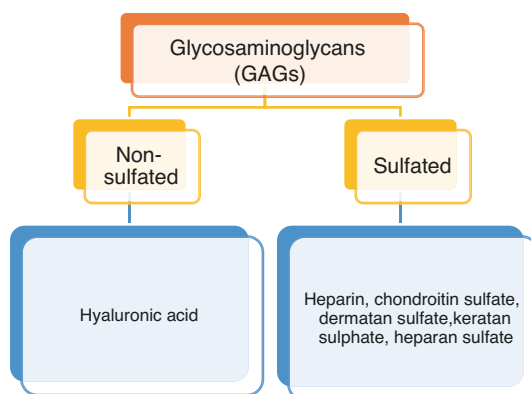 Glycosaminoglycans
(GAGs)
Non-
sulfated
Sulfated
Hyaluronic acid
Heparin, chondroitin sulfate,
dermatan sulfate,keratan
sulphate, heparan sulfate